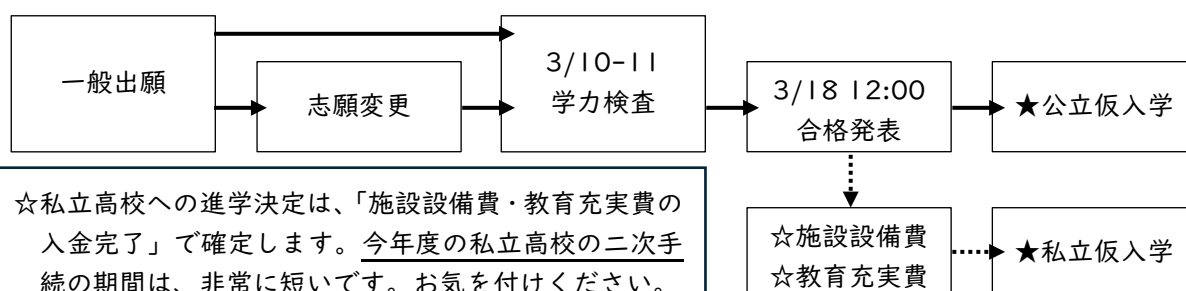 一般出願
志願変更
3/10-11
学力検査
3/18 12:00
合格発表
★公立仮入学
☆私立高校への進学決定は、「施設設備費・教育充実費の
入金完了」で確定します。今年度の私立高校の二次手
続の期間は、非常に短いです。お気を付けください。
☆施設設備費
☆教育充実費
★私立仮入学